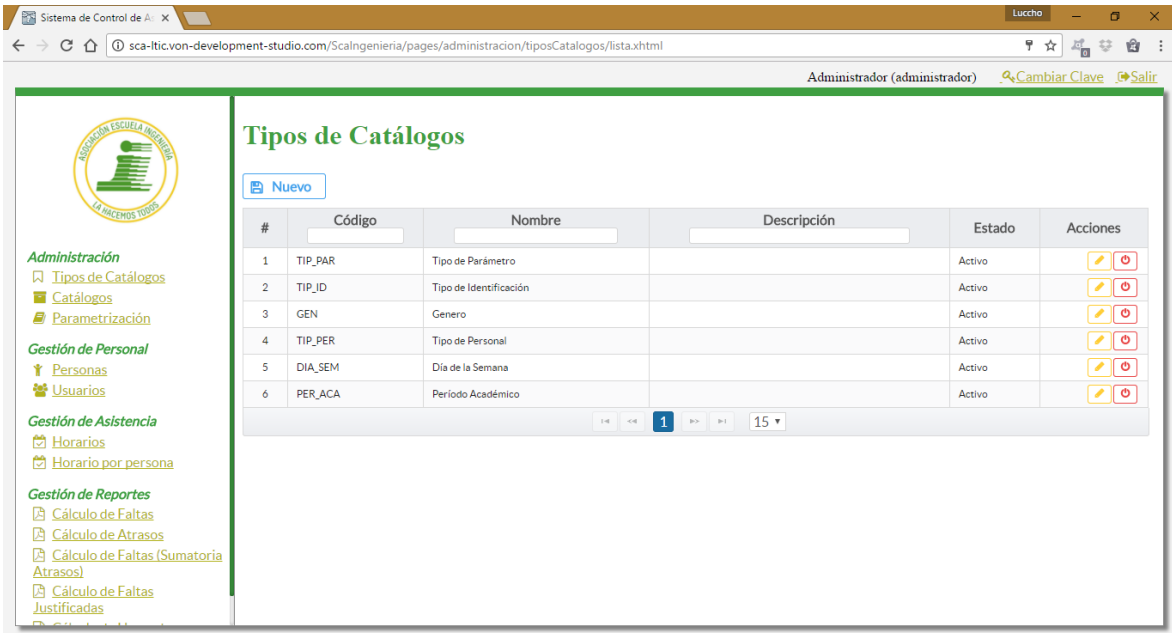 Sistema de Control de As
Luccho
sca-ltic.von-development-studio.com/ScaIngenieria/pages/administracion/tiposCatalogos/lista.xhtml
Administrador (administrador) Cambiar Clave Salir
ASOCIACIÓN ESCUELA INGENIERÍA
LA HACEMOS TODOS
Administración
Tipos de Catálogos
Catálogos
Parametrización
Gestión de Personal
Personas
Usuarios
Gestión de Asistencia
Horarios
Horario por persona
Gestión de Reportes
Cálculo de Faltas
Cálculo de Atrasos
Cálculo de Faltas (Sumatoria
Atrasos)
Cálculo de Faltas
Justificadas
Tipos de Catálogos
Nuevo
# Código Nombre Descripción Estado Acciones
1 TIP_PAR Tipo de Parámetro Activo
2 TIP_ID Tipo de Identificación Activo
3 GEN Genero Activo
4 TIP_PER Tipo de Personal Activo
5 DIA_SEM Día de la Semana Activo
6 PER_ACA Período Académico Activo
1 15